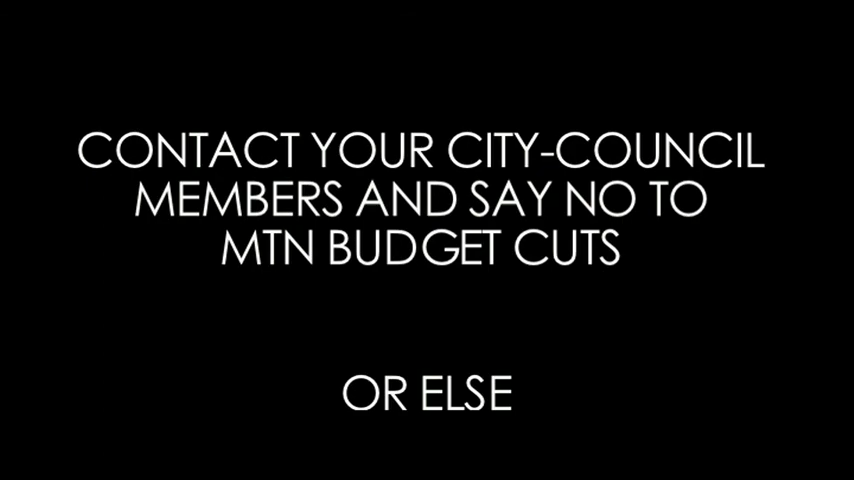 CONTACT YOUR CITY-COUNCIL
MEMBERS AND SAY NO TO
MTN BUDGET CUTS
OR ELSE